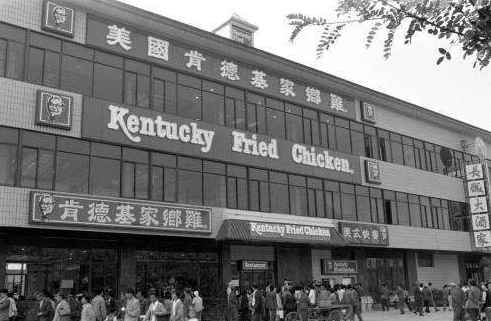 美國肯德基家鄉雞
Kentucky Fried Chicken
肯德基家鄉雞
Kentucky Fried Chicken
美式快餐